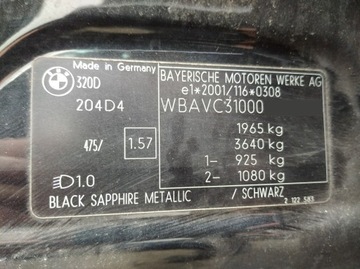 Made in Germany
BMW 320D
BAYERISCHE MOTOREN WERKE AG
e1*2001/116*0308
204D4
WBAVC31000
475/ 1.57
1965 kg
3640 kg
1- 925 kg
2- 1080 kg
1.0
BLACK SAPPHIRE METALLIC / SCHWARZ
2 122 583